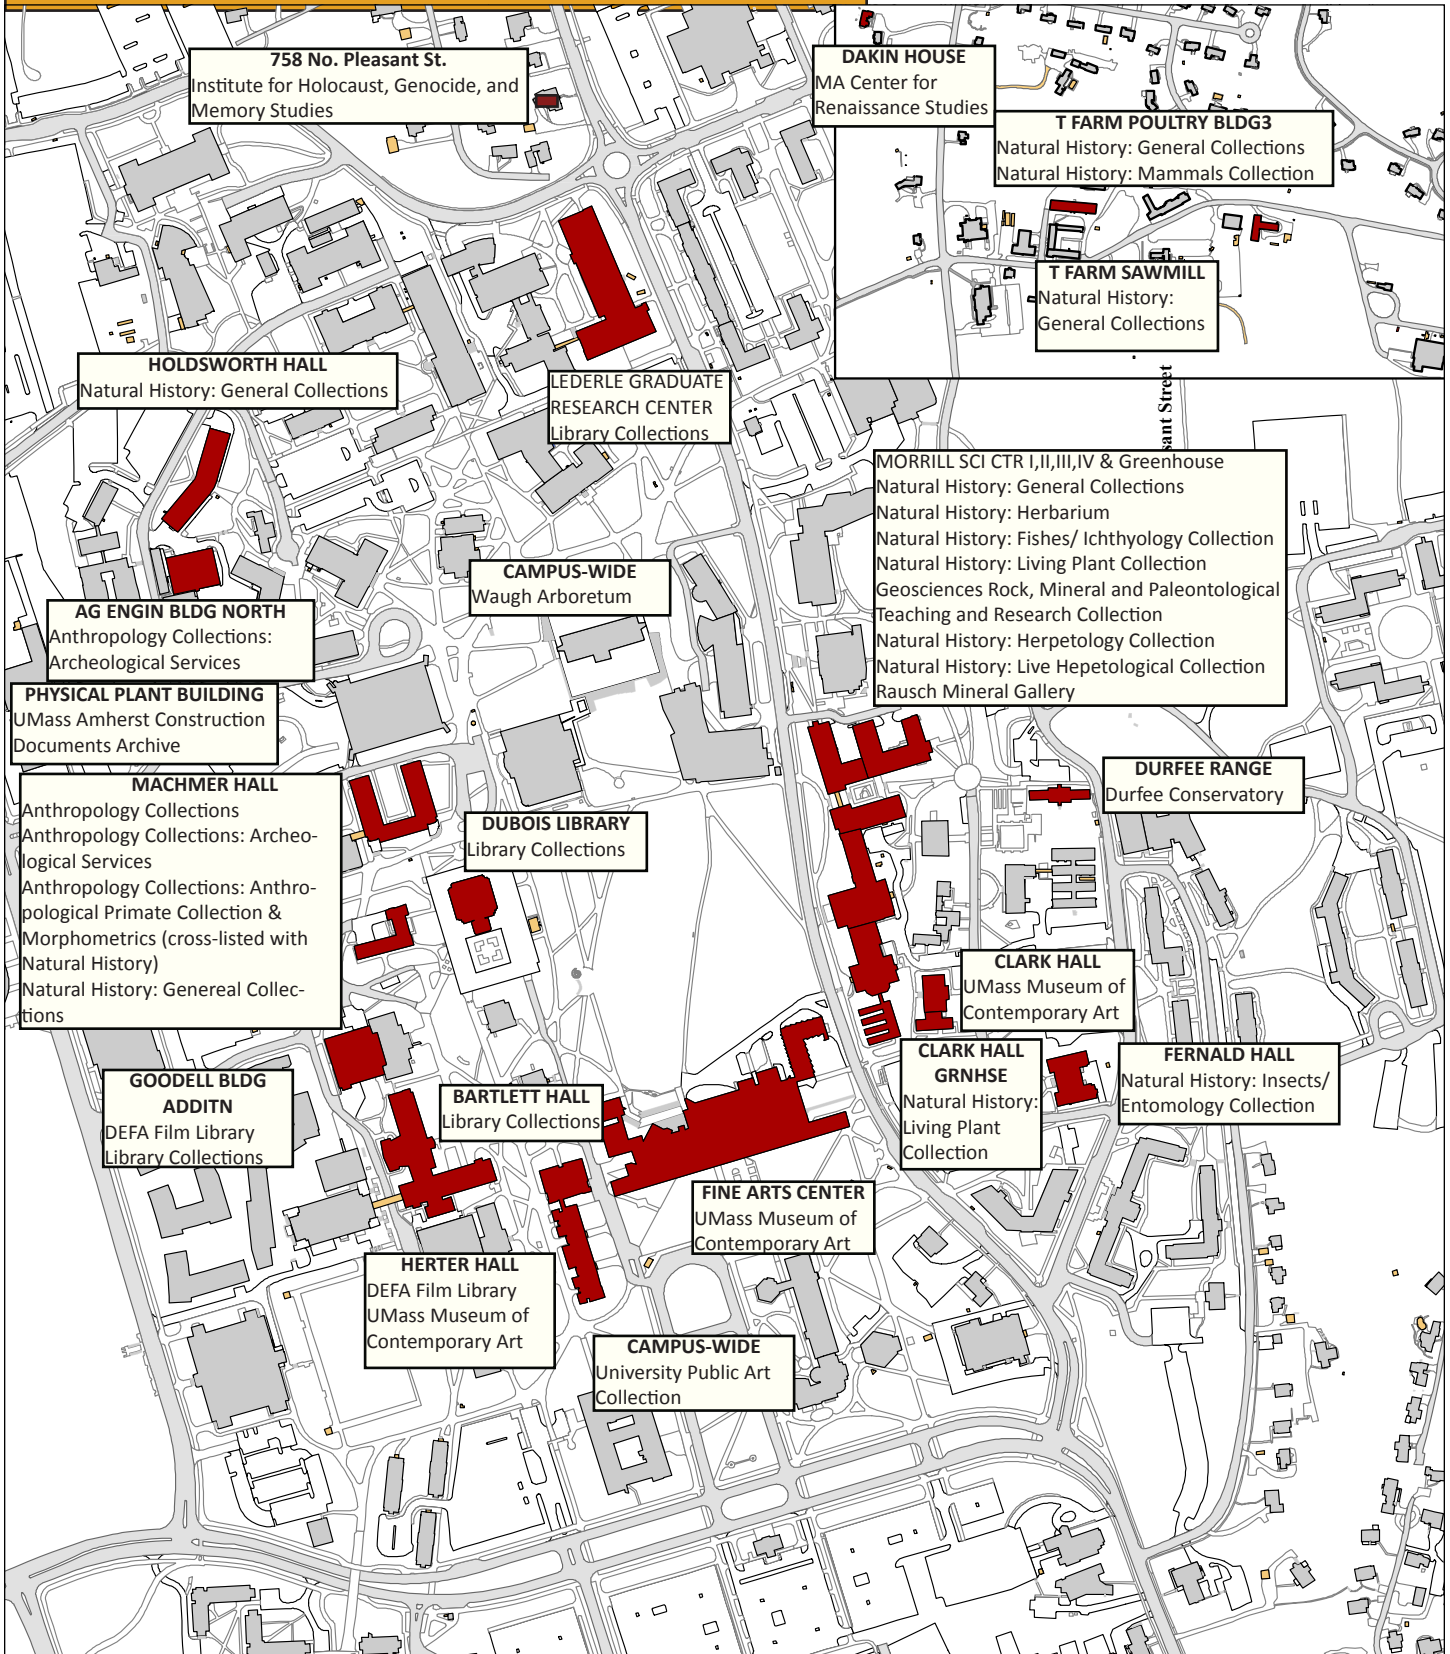 758 No. Pleasant St.
Institute for Holocaust, Genocide, and
Memory Studies
DAKIN HOUSE
MA Center for
Renaissance Studies
T FARM POULTRY BLDG3
Natural History: General Collections
Natural History: Mammals Collection
T FARM SAWMILL
Natural History:
General Collections
HOLDSWORTH HALL
Natural History: General Collections
LEDERLE GRADUATE
RESEARCH CENTER
Library Collections
sant Street
MORRILL SCI CTR I,II,III,IV & Greenhouse
Natural History: General Collections
Natural History: Herbarium
Natural History: Fishes/ Ichthyology Collection
Natural History: Living Plant Collection
Geosciences Rock, Mineral and Paleontological
Teaching and Research Collection
Natural History: Herpetology Collection
Natural History: Live Hepetological Collection
Rausch Mineral Gallery
CAMPUS-WIDE
Waugh Arboretum
AG ENGIN BLDG NORTH
Anthropology Collections:
Archeological Services
PHYSICAL PLANT BUILDING
UMass Amherst Construction
Documents Archive
MACHMER HALL
Anthropology Collections
Anthropology Collections: Archeo-
logical Services
Anthropology Collections: Anthro-
pological Primate Collection &
Morphometrics (cross-listed with
Natural History)
Natural History: Genereal Collec-
tions
DURFEE RANGE
Durfee Conservatory
DUBOIS LIBRARY
Library Collections
CLARK HALL
UMass Museum of
Contemporary Art
CLARK HALL
GRNHSE
Natural History:
Living Plant
Collection
FERNALD HALL
Natural History: Insects/
Entomology Collection
GOODELL BLDG
ADDITN
DEFA Film Library
Library Collections
BARTLETT HALL
Library Collections
FINE ARTS CENTER
UMass Museum of
Contemporary Art
HERTER HALL
DEFA Film Library
UMass Museum of
Contemporary Art
CAMPUS-WIDE
University Public Art
Collection